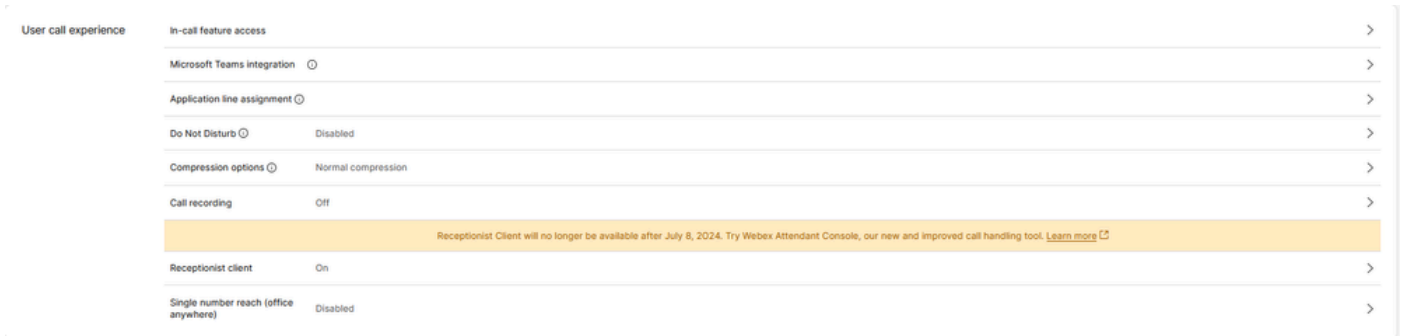 User call experience
In-call feature access
Microsoft Teams integration
Application line assignment
Do Not Disturb Disabled
Compression options Normal compression
Call recording Off
Receptionist Client will no longer be available after July 8, 2024. Try Webex Attendant Console, our new and improved call handling tool. Learn more
Receptionist client On
Single number reach (office
anywhere) Disabled